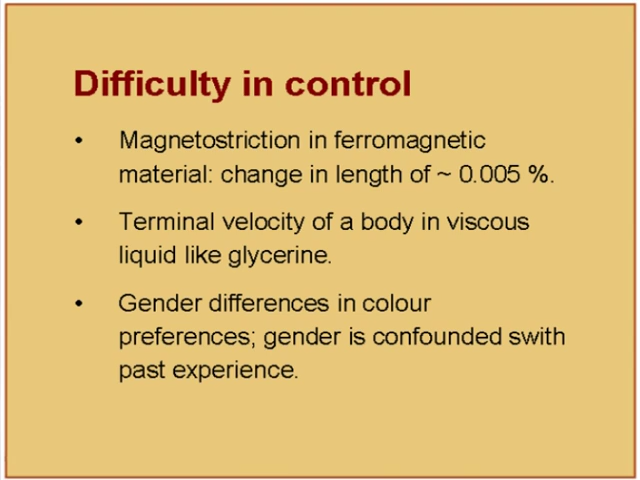 Difficulty in control
• Magnetostriction in ferromagnetic
material: change in length of ~ 0.005 %.
• Terminal velocity of a body in viscous
liquid like glycerine.
• Gender differences in colour
preferences; gender is confounded swith
past experience.